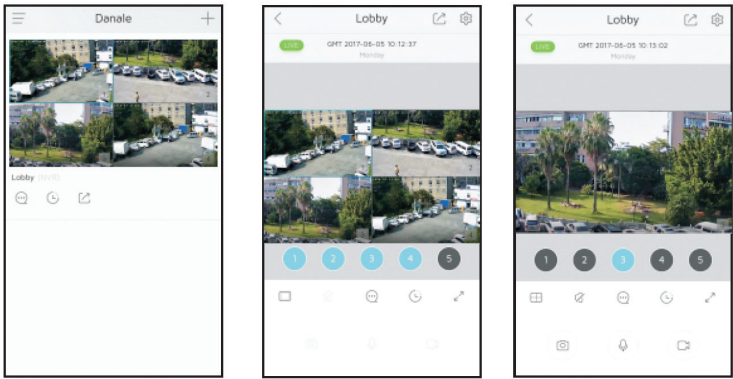 Danale
Lobby (NVR)
Lobby
LIVE
GMT 2017-06-05 10:12:37
Monday
2
1 2 3 4 5
Lobby
LIVE
GMT 2017-06-05 10:13:02
Monday
1 2 3 4 5